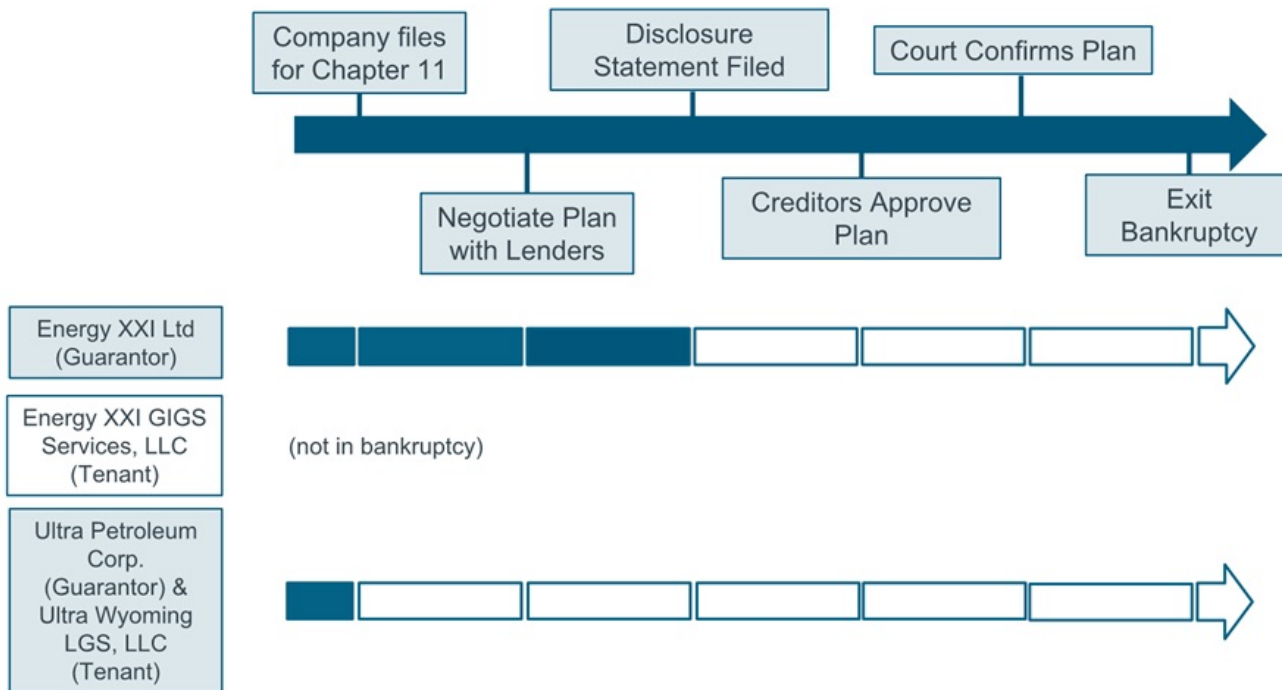 Company files
for Chapter 11
Disclosure
Statement Filed
Court Confirms Plan
Negotiate Plan
with Lenders
Creditors Approve
Plan
Exit
Bankruptcy
Energy XXI Ltd
(Guarantor)
Energy XXI GIGS
Services, LLC
(Tenant)
(not in bankruptcy)
Ultra Petroleum
Corp.
(Guarantor) &
Ultra Wyoming
LGS, LLC
(Tenant)